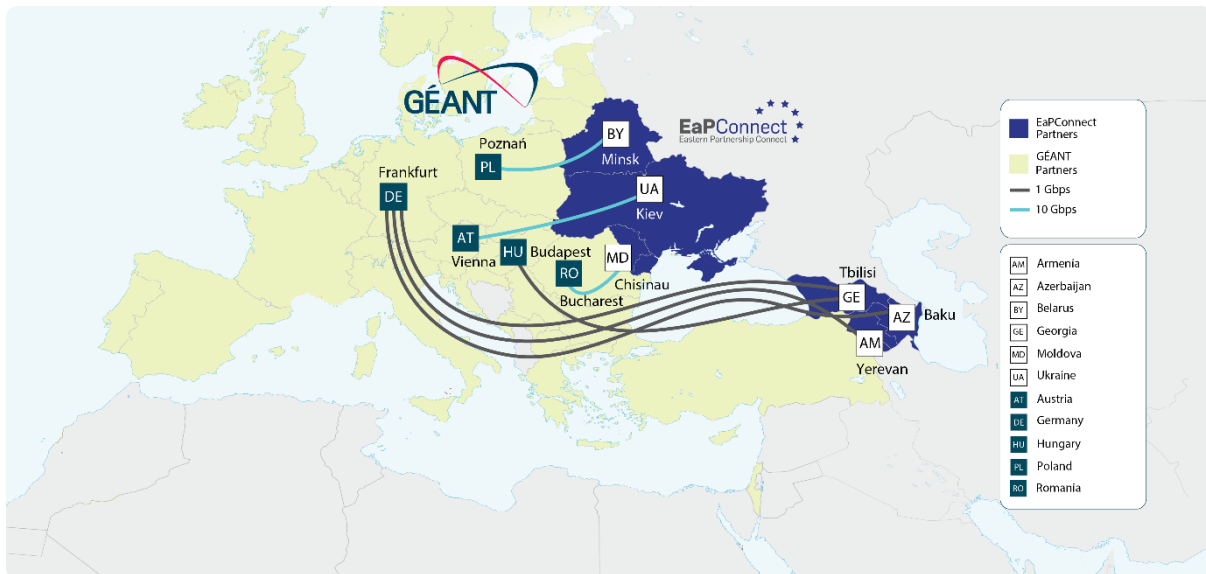 GÉANT
EaPConnect
Eastern Partnership Connect
Poznań
PL
BY
Minsk
Frankfurt
DE
UA
Kiev
AT
Vienna
HU
Budapest
RO
Bucharest
MD
Chisinau
Tbilisi
GE
AZ
Baku
AM
Yerevan
EaPConnect
Partners
GÉANT
Partners
1 Gbps
10 Gbps
AM Armenia
AZ Azerbaijan
BY Belarus
GE Georgia
MD Moldova
UA Ukraine
AT Austria
DE Germany
HU Hungary
PL Poland
RO Romania